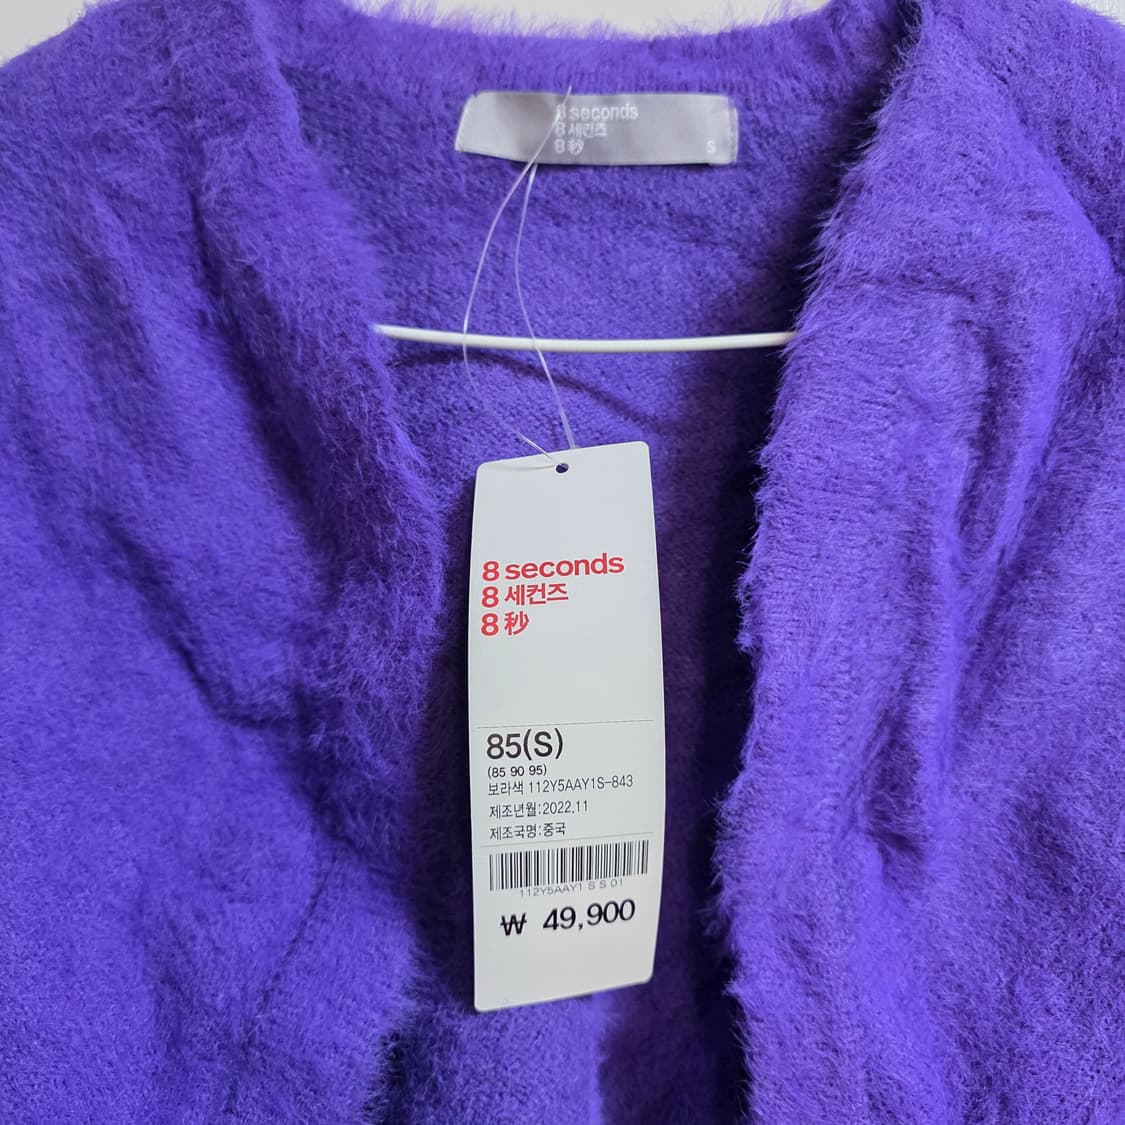 8 seconds
8 세컨즈
8 秒
S
8 seconds
8 세컨즈
8 秒
85(S)
(85 90 95)
보라색 112Y5AAY1S-843
제조년월:2022.11
제조국명:중국
112Y5AAY1 S S 01
₩ 49,900